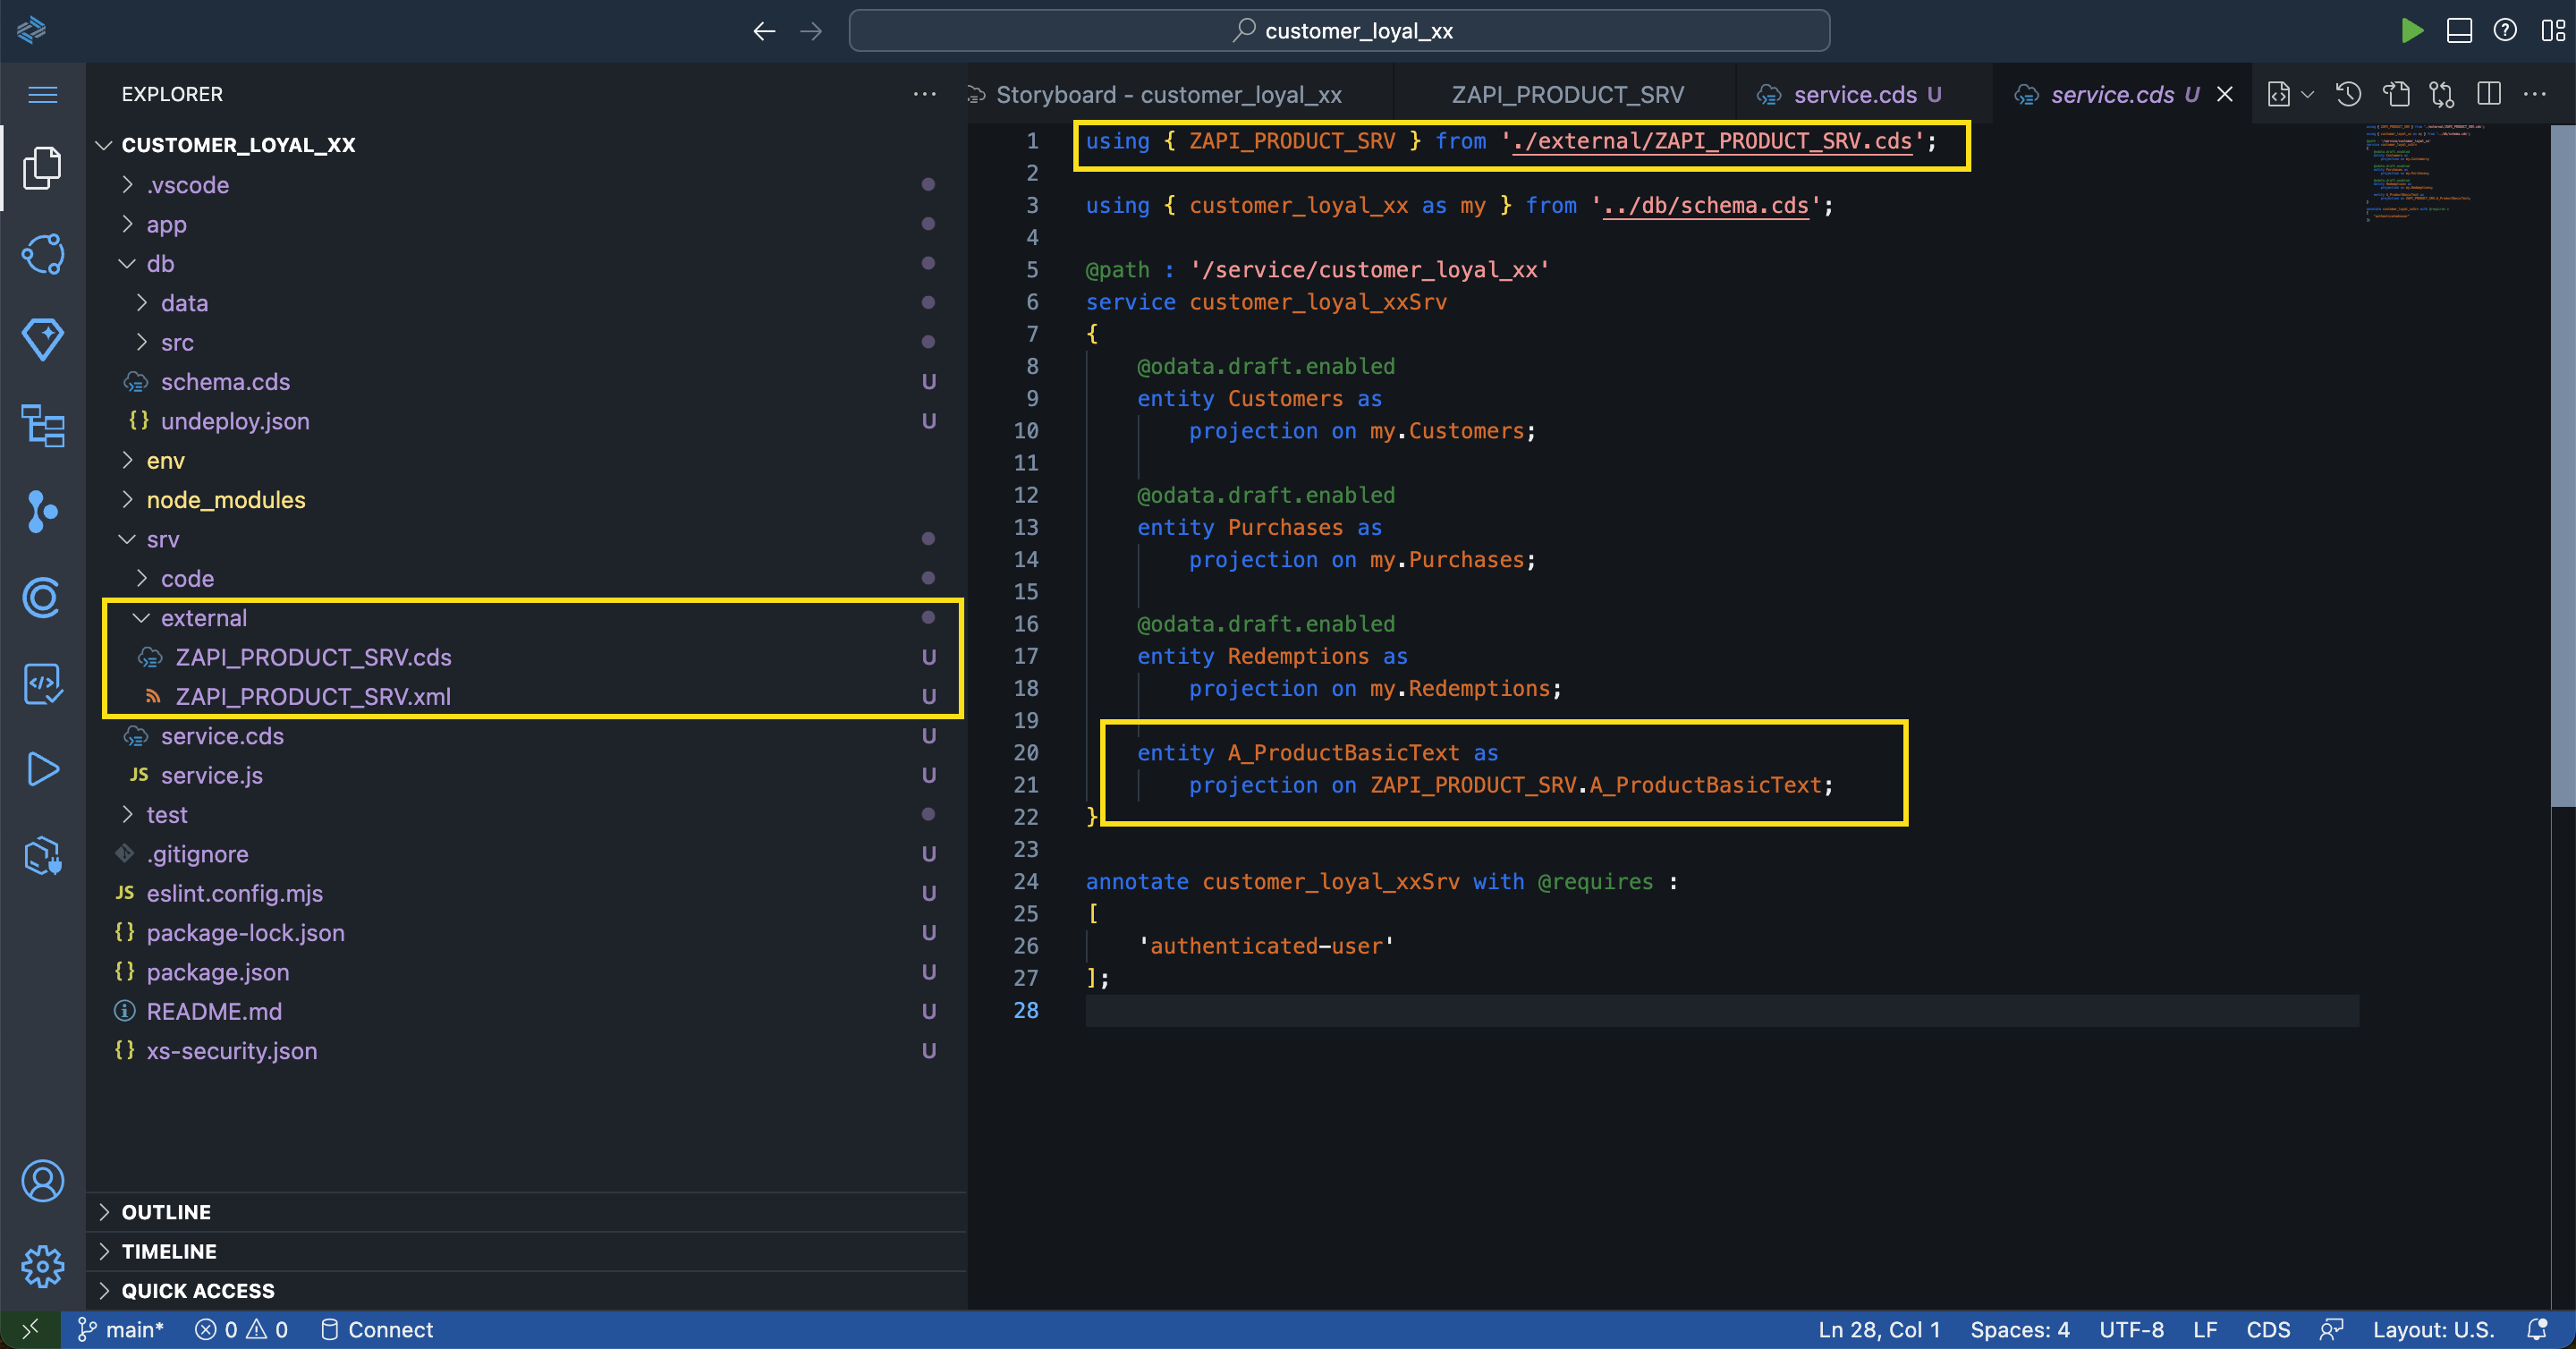 customer_loyal_xx
EXPLORER
CUSTOMER_LOYAL_XX
.vscode
app
db
data
src
schema.cds U
undeploy.json U
env
node_modules
srv
code
external
ZAPI_PRODUCT_SRV.cds U
ZAPI_PRODUCT_SRV.xml U
service.cds U
JS service.js U
test
.gitignore U
JS eslint.config.mjs U
{} package-lock.json U
{} package.json U
README.md U
{} xs-security.json U
OUTLINE
TIMELINE
QUICK ACCESS
Storyboard - customer_loyal_xx ZAPI_PRODUCT_SRV service.cds U service.cds U
1 using { ZAPI_PRODUCT_SRV } from './external/ZAPI_PRODUCT_SRV.cds';
2
3 using { customer_loyal_xx as my } from '../db/schema.cds';
4
5 @path : '/service/customer_loyal_xx'
6 service customer_loyal_xxSrv
7 {
8 @odata.draft.enabled
9 entity Customers as
10 projection on my.Customers;
11
12 @odata.draft.enabled
13 entity Purchases as
14 projection on my.Purchases;
15
16 @odata.draft.enabled
17 entity Redemptions as
18 projection on my.Redemptions;
19
20 entity A_ProductBasicText as
21 projection on ZAPI_PRODUCT_SRV.A_ProductBasicText;
22 }
23
24 annotate customer_loyal_xxSrv with @requires :
25 [
26 'authenticated-user'
27 ];
28
main* 0 0 Connect Ln 28, Col 1 Spaces: 4 UTF-8 LF CDS Layout: U.S.